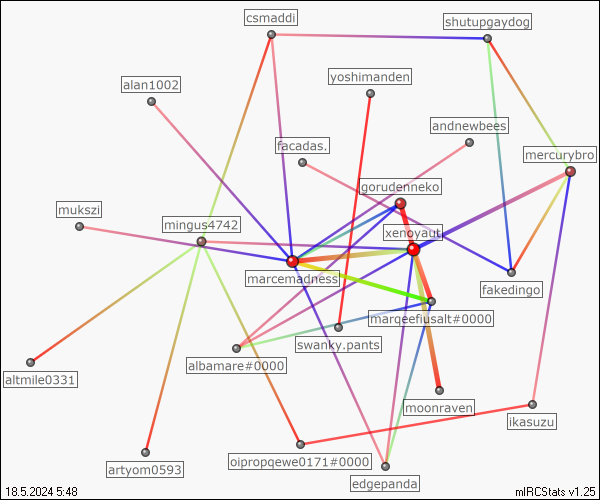 csmaddi
shutupgaydog
yoshimanden
alan1002
andnewbees
facadas.
mercurybro
gorudenneko
mukszi
mingus4742
xenoyauti
marcemadness
fakedingo
marqeefiusalt#0000
swanky.pants
albamare#0000
altmile0331
moonraven
ikasuzu
oipropqewe0171#0000
artyom0593
edgepanda
18.5.2024 5:48
mIRCStats v1.25